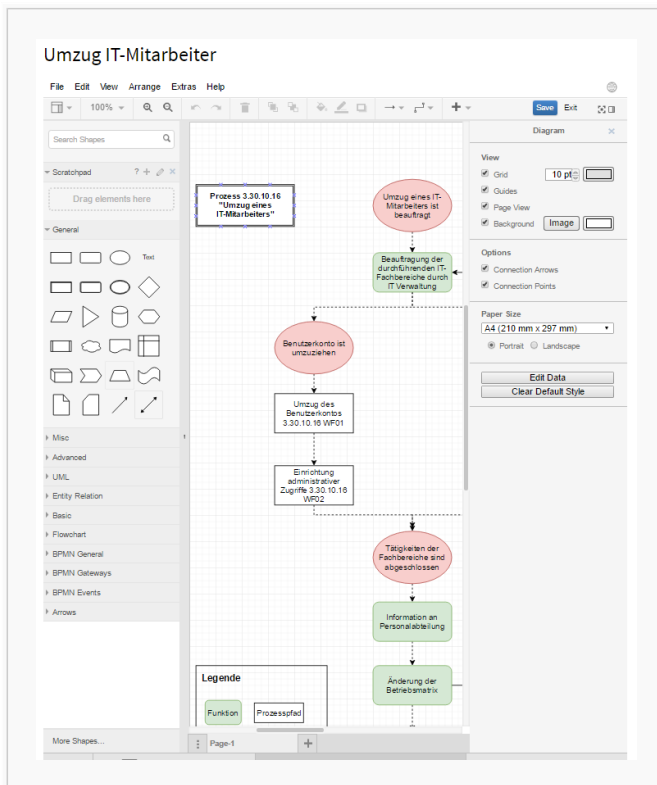 Umzug IT-Mitarbeiter
File Edit View Arrange Extras Help
100%
Save Exit
Search Shapes
Scratchpad
?
Drag elements here
General
Text
Misc
Advanced
UML
Entity Relation
Basic
Flowchart
BPMN General
BPMN Gateways
BPMN Events
Arrows
More Shapes...
Prozess 3.30.10.16
"Umzug eines
IT-Mitarbeiters"
Umzug eines IT-
Mitarbeiters ist
beauftragt
Beauftragung der
durchführenden IT-
Fachbereiche durch
IT Verwaltung
Benutzerkonto ist
umzuziehen
Umzug des
Benutzerkontos
3.30.10.16 WF01
Einrichtung
administrativer
Zugriffe 3.30.10.16
WF02
Tätigkeiten der
Fachbereiche sind
abgeschlossen
Information an
Personalabteilung
Änderung der
Betriebsmatrix
Legende
Funktion
Prozesspfad
Page-1
Diagram
View
Grid
10 pt
Guides
Page View
Background
Image
Options
Connection Arrows
Connection Points
Paper Size
A4 (210 mm x 297 mm)
Portrait
Landscape
Edit Data
Clear Default Style